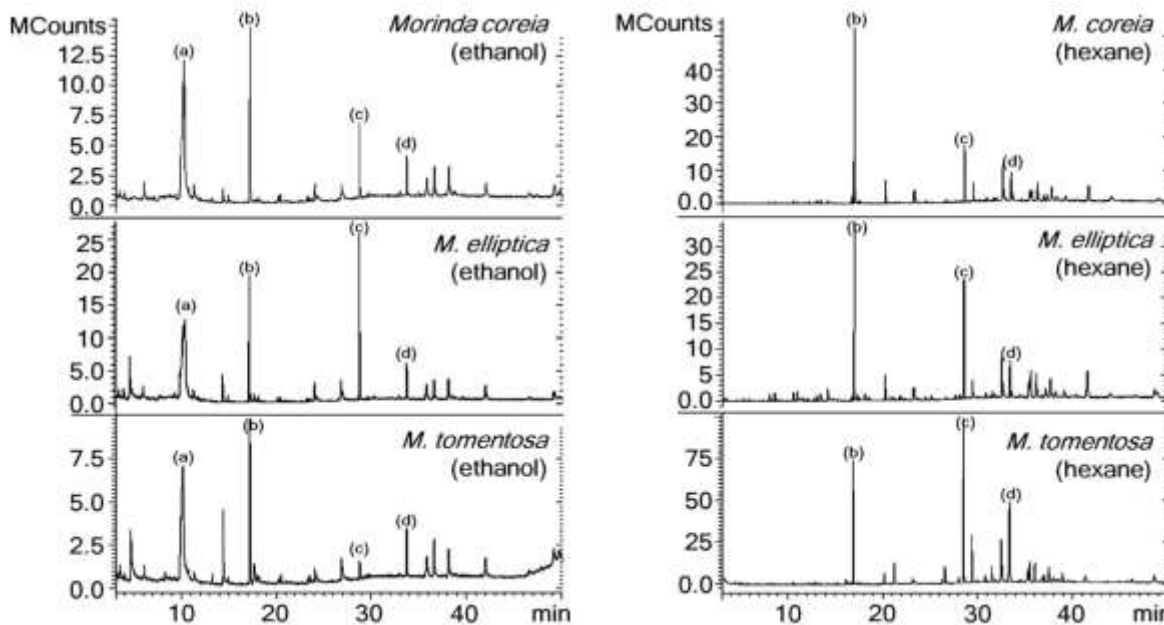 MCounts
Morinda coreia
(ethanol)
(a)
(b)
(c)
(d)
12.5
10.0
7.5
5.0
2.5
0.0
M. elliptica
(ethanol)
(a)
(b)
(c)
(d)
25
20
15
10
5.0
0.0
M. tomentosa
(ethanol)
(a)
(b)
(c)
(d)
7.5
5.0
2.5
0.0
10 20 30 40 min
MCounts
M. coreia
(hexane)
(b)
(c)
(d)
40
30
20
10
0.0
M. elliptica
(hexane)
(b)
(c)
(d)
30
25
20
15
10
5
0.0
M. tomentosa
(hexane)
(b)
(c)
(d)
75
50
25
0.0
10 20 30 40 min